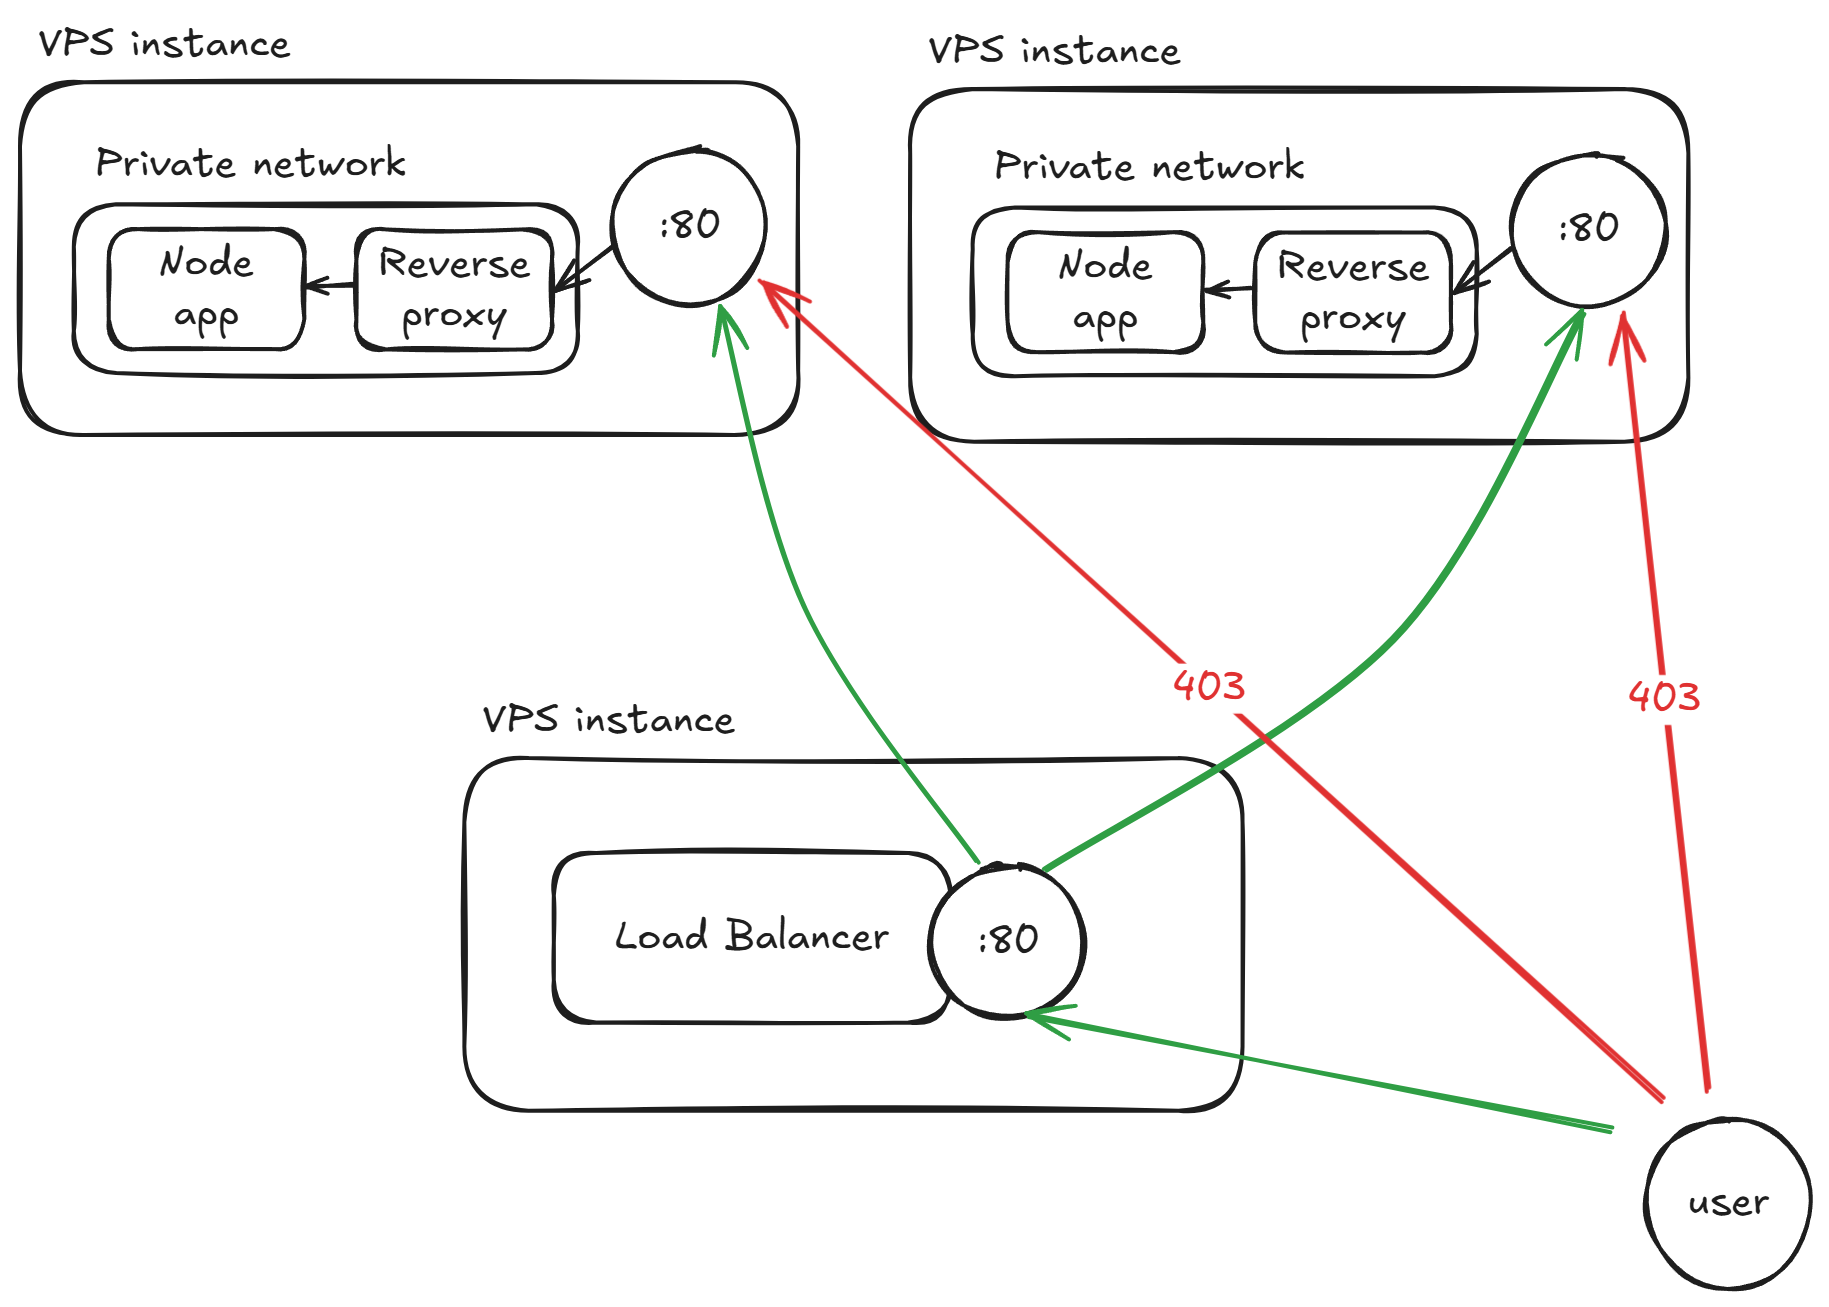 VPS instance
Private network
Node
app
Reverse
proxy
:80
VPS instance
Private network
Node
app
Reverse
proxy
:80
403
403
VPS instance
Load Balancer
:80
user